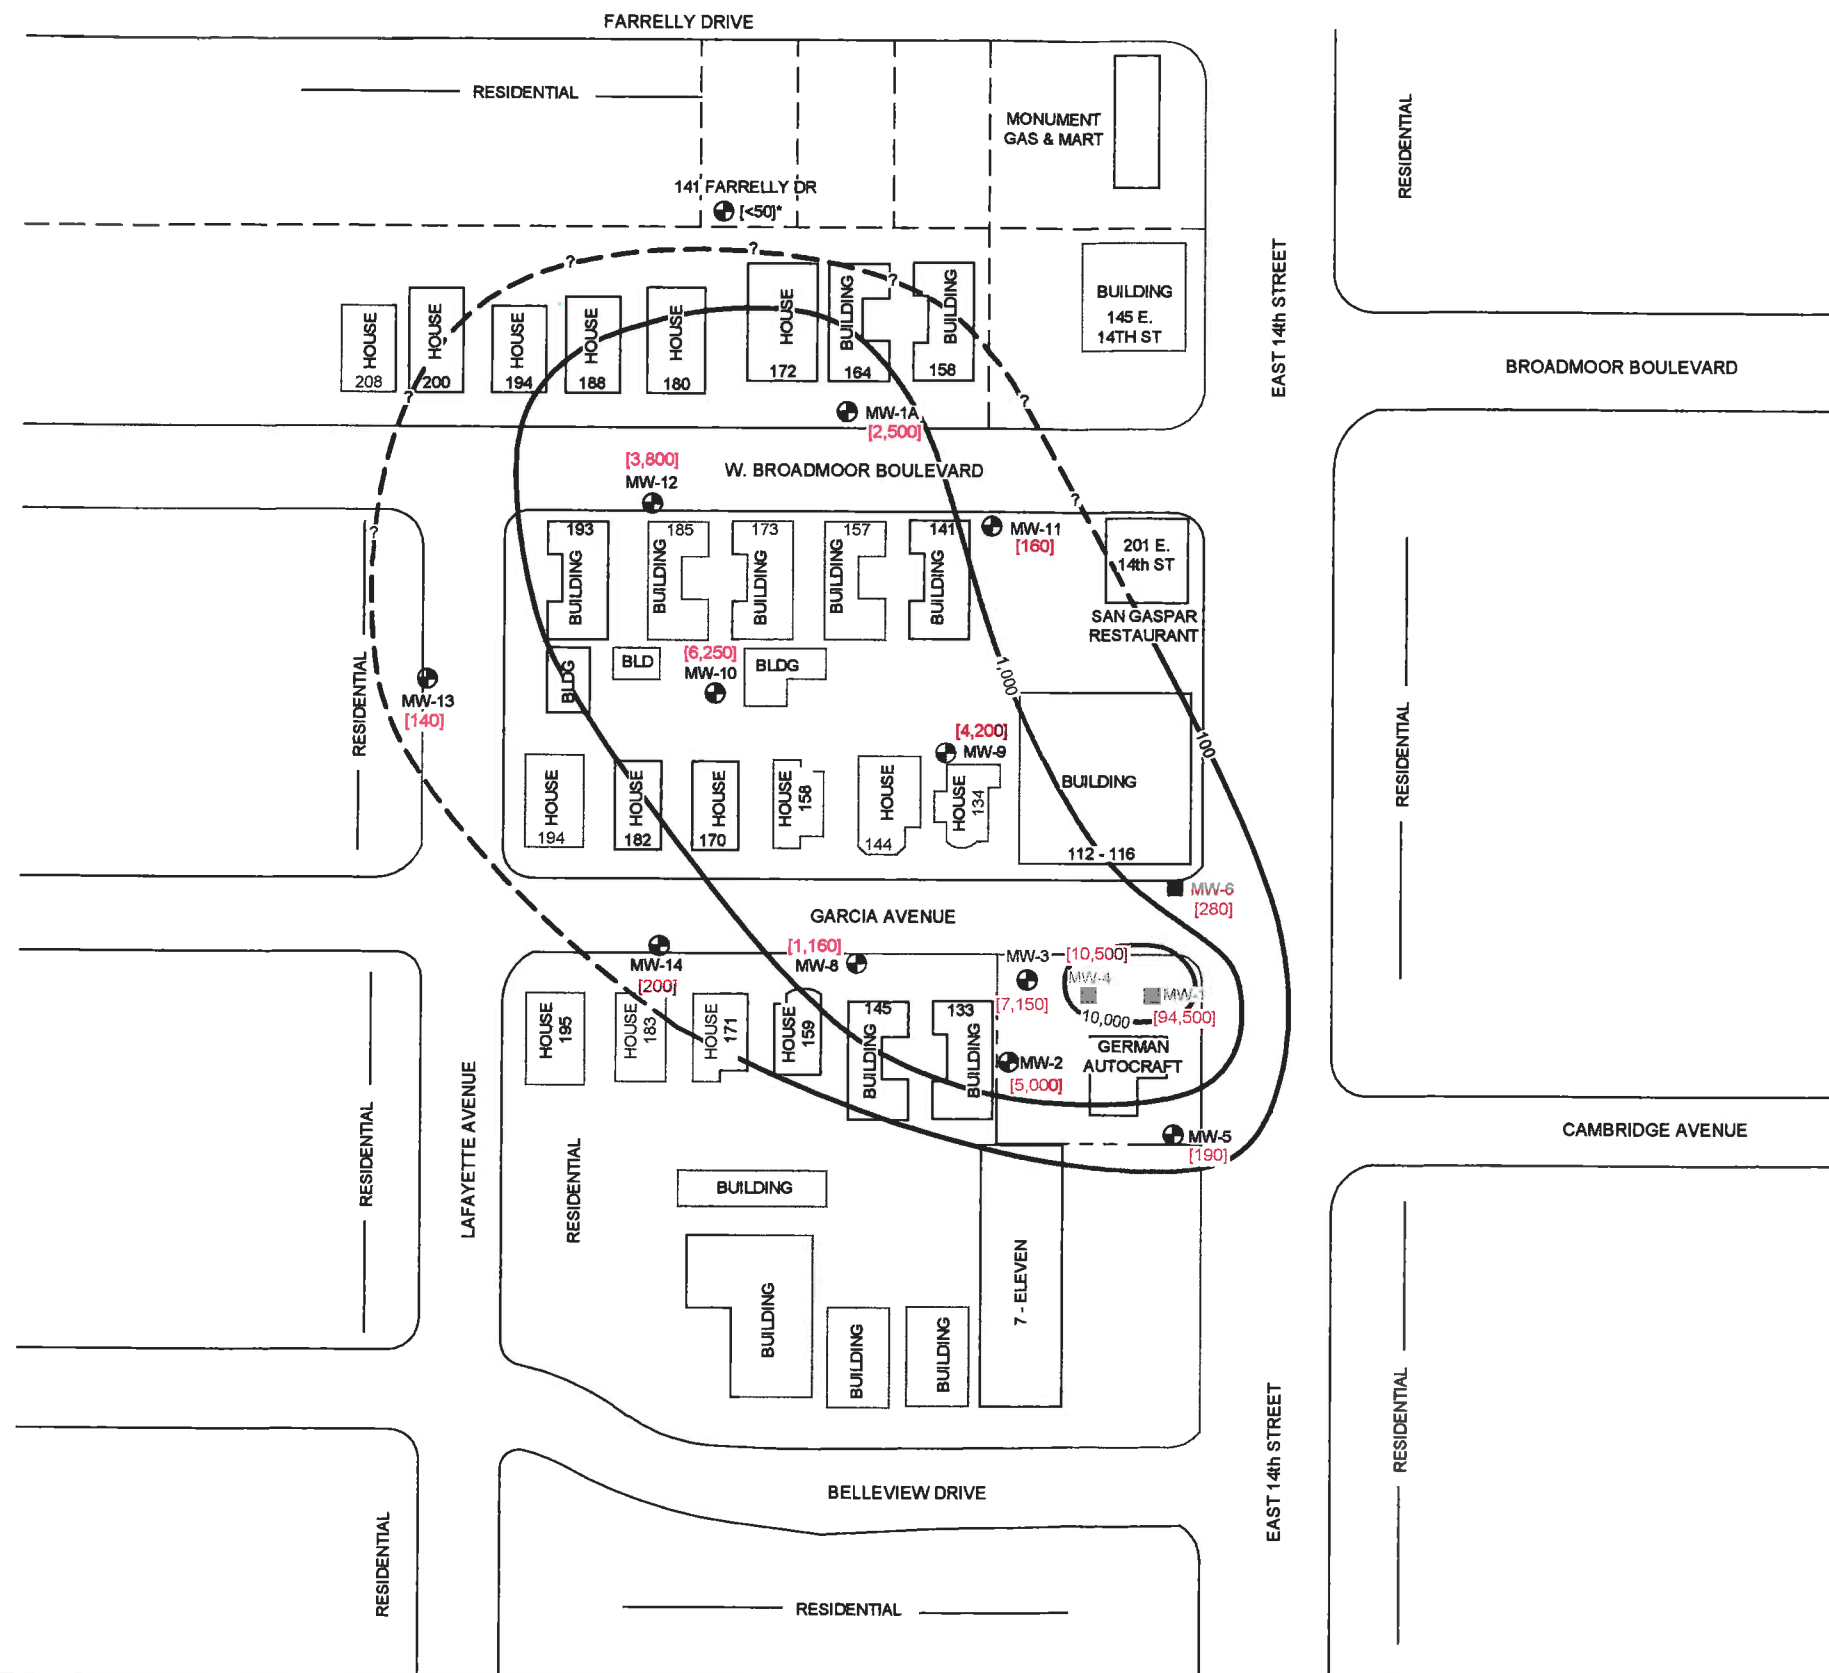 FARRELLY DRIVE
RESIDENTIAL
MONUMENT
GAS & MART
RESIDENTIAL
141 FARRELLY DR
[<50]*
EAST 14th STREET
?
?
?
HOUSE
208
HOUSE
200
HOUSE
194
HOUSE
188
HOUSE
180
HOUSE
172
BUILDING
164
BUILDING
158
BUILDING
145 E.
14TH ST
BROADMOOR BOULEVARD
?
?
MW-1A
[2,500]
[3,800]
MW-12
W. BROADMOOR BOULEVARD
?
?
193
BUILDING
185
BUILDING
173
BUILDING
157
BUILDING
141
BUILDING
MW-11
[160]
201 E.
14th ST
SAN GASPAR
RESTAURANT
BLDG
BLD
[6,250]
MW-10
BLDG
1,000
RESIDENTIAL
MW-13
[140]
[4,200]
MW-9
100
RESIDENTIAL
HOUSE
194
HOUSE
182
HOUSE
170
HOUSE
158
HOUSE
144
HOUSE
134
BUILDING
112 - 116
MW-6
[280]
GARCIA AVENUE
[1,160]
MW-8
MW-14
[200]
MW-3
[10,500]
MW-4
[7,150]
MW-1
10,000
[94,500]
HOUSE
195
HOUSE
183
HOUSE
171
HOUSE
159
145
BUILDING
133
BUILDING
MW-2
[5,000]
GERMAN
AUTOCRAFT
MW-5
[190]
CAMBRIDGE AVENUE
RESIDENTIAL
LAFAYETTE AVENUE
RESIDENTIAL
BUILDING
BUILDING
BUILDING
BUILDING
7 - ELEVEN
EAST 14th STREET
RESIDENTIAL
BELLEVIEW DRIVE
RESIDENTIAL
RESIDENTIAL